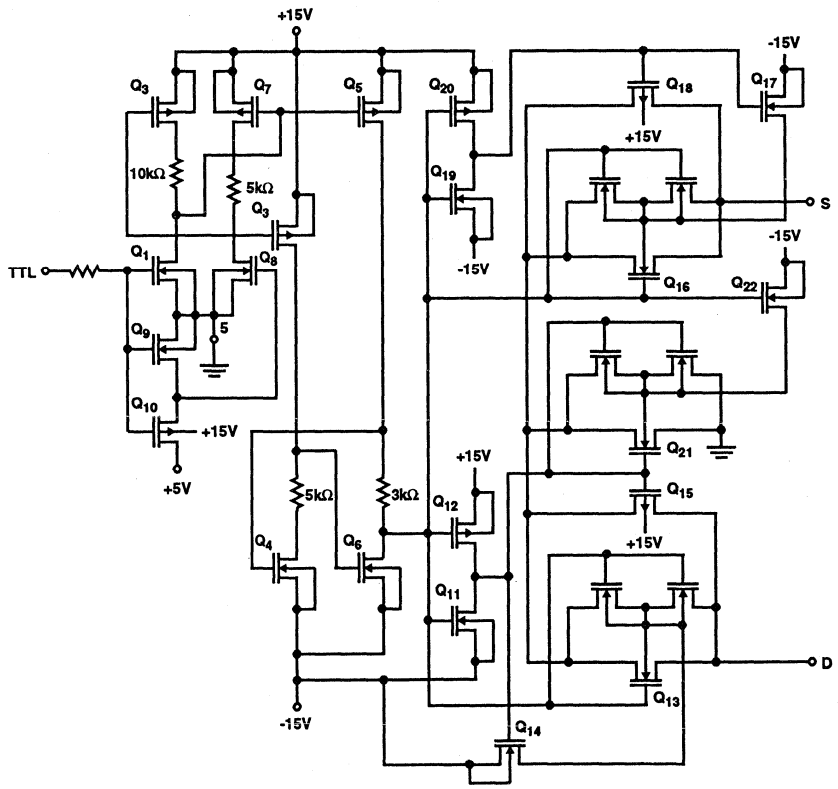 +15V
Q3
Q7
Q5
Q20
-15V
Q18
Q17
+15V
10kΩ
5kΩ
Q19
Q3
S
-15V
-15V
TTL
Q1
Q8
Q16
Q22
5
Q9
Q10
+15V
+5V
Q21
+15V
5kΩ
3kΩ
Q12
Q15
+15V
Q4
Q6
Q11
D
-15V
Q13
Q14